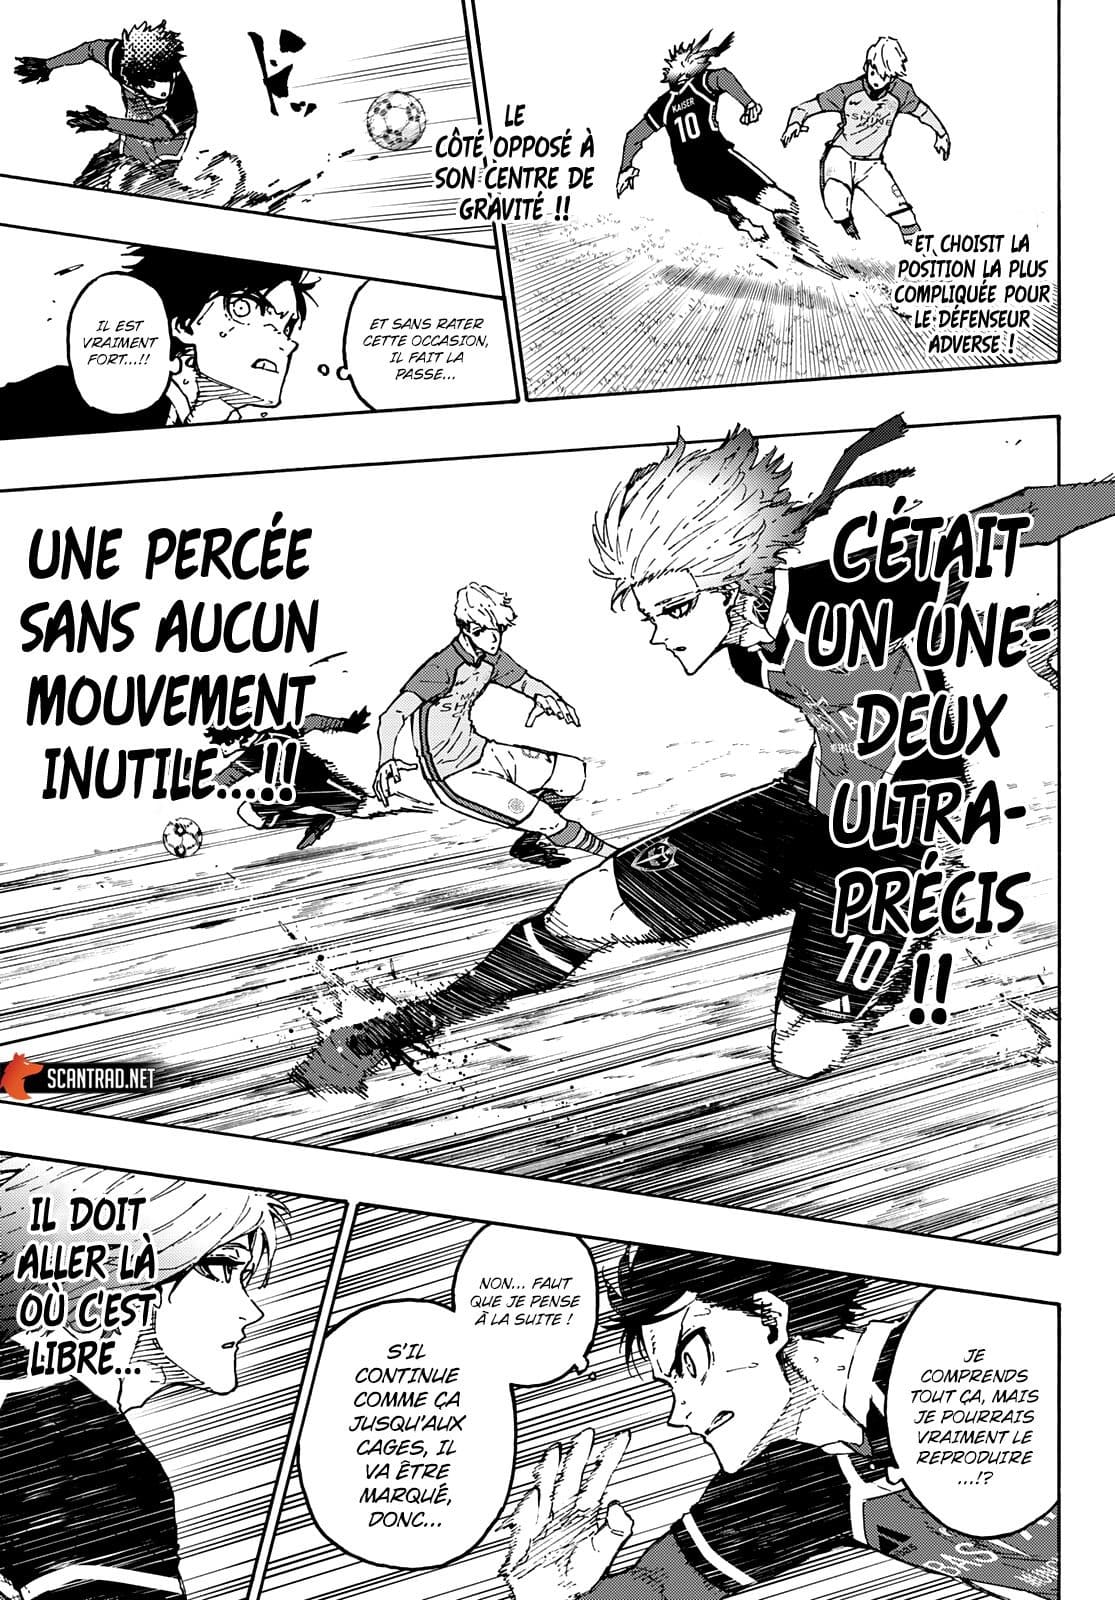 ET CHOISIT LA
POSITION LA PLUS
COMPLIQUÉE POUR
LE DÉFENSEUR
ADVERSE !
KAISER
10
LE
CÔTÉ OPPOSÉ À
SON CENTRE DE
GRAVITÉ !!
ET SANS RATER
CETTE OCCASION,
IL FAIT LA
PASSE...
IL EST
VRAIMENT
FORT...!!
C'ÉTAIT
UN UNE-
DEUX
ULTRA-
PRÉCIS
!!
10
UNE PERCÉE
SANS AUCUN
MOUVEMENT
INUTILE...!!
SCANTRAD.NET
JE
COMPRENDS
TOUT ÇA, MAIS
JE POURRAIS
VRAIMENT LE
REPRODUIRE
...!?
NON... FAUT
QUE JE PENSE
À LA SUITE !
S'IL
CONTINUE
COMME ÇA
JUSQU'AUX
CAGES, IL
VA ÊTRE
MARQUÉ,
DONC...
IL DOIT
ALLER LÀ
OÙ C'EST
LIBRE...